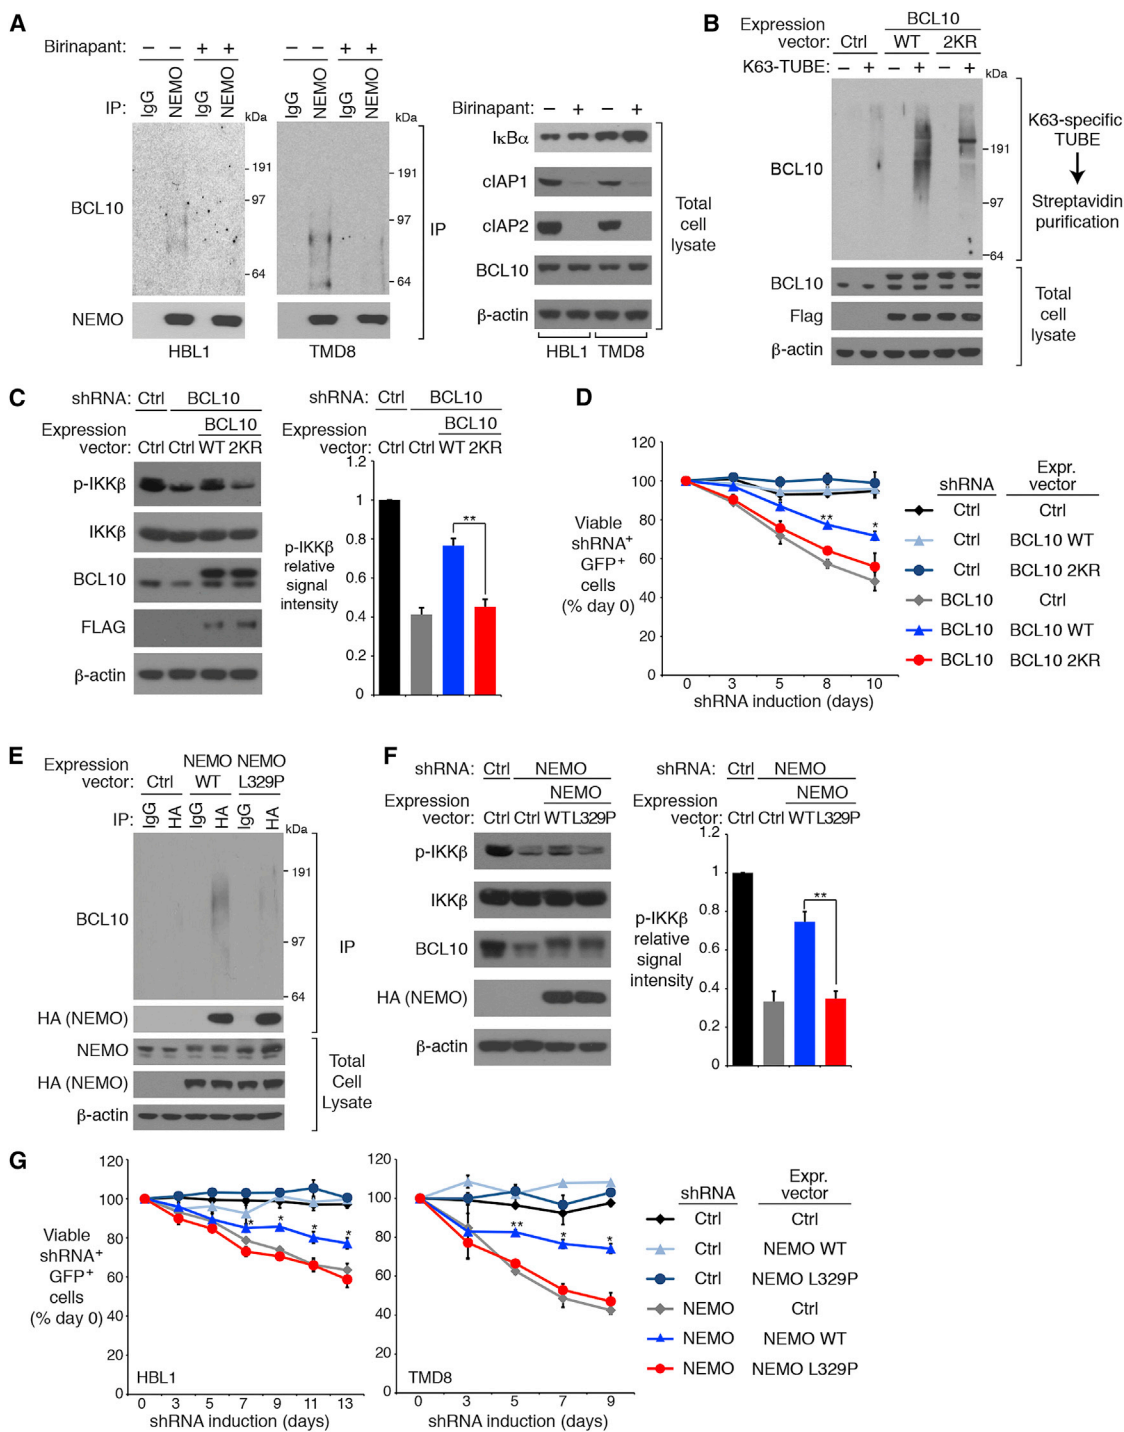 A
Birinapant: – – + + – – + +
IP: IgG NEMO IgG NEMO IgG NEMO IgG NEMO
kDa kDa
BCL10
191 191
97 97
64 64
IP
NEMO
HBL1 TMD8
Birinapant: – + – +
IκBα
cIAP1
cIAP2
BCL10
β-actin
HBL1 TMD8
Total
cell
lysate
B
Expression
vector: Ctrl
BCL10
WT 2KR
K63-TUBE: – + – + – +
kDa
BCL10
191
97
64
K63-specific
TUBE
Streptavidin
purification
BCL10
Flag
β-actin
Total
cell
lysate
C
shRNA: Ctrl BCL10
BCL10
Expression
vector: Ctrl Ctrl WT 2KR
p-IKKβ
IKKβ
BCL10
FLAG
β-actin
shRNA: Ctrl BCL10
BCL10
Expression
vector: Ctrl Ctrl WT 2KR
1.2
1
0.8
0.6
0.4
0.2
0
p-IKKβ
relative
signal
intensity
**
D
120
100
80
60
40
20
0
Viable
shRNA+
GFP+
cells
(% day 0)
** *
0 3 5 8 10
shRNA induction (days)
shRNA Expr. vector
Ctrl Ctrl
Ctrl BCL10 WT
Ctrl BCL10 2KR
BCL10 Ctrl
BCL10 BCL10 WT
BCL10 BCL10 2KR
E
Expression
vector: Ctrl
NEMO WT
NEMO L329P
IP: IgG HA IgG HA IgG HA
kDa
BCL10
191
97
64
IP
HA (NEMO)
NEMO
HA (NEMO)
β-actin
Total
Cell
Lysate
F
shRNA: Ctrl NEMO
NEMO
Expression
vector: Ctrl Ctrl WT L329P
p-IKKβ
IKKβ
BCL10
HA (NEMO)
β-actin
shRNA: Ctrl NEMO
NEMO
Expression
vector: Ctrl Ctrl WT L329P
1.2
1
0.8
0.6
0.4
0.2
0
p-IKKβ
relative
signal
intensity
**
G
Viable
shRNA+
GFP+
cells
(% day 0)
120
100
80
60
40
20
0
* * * *
HBL1
0 3 5 7 9 11 13
shRNA induction (days)
120
100
80
60
40
20
0
** * *
TMD8
0 3 5 7 9
shRNA induction (days)
shRNA Expr. vector
Ctrl Ctrl
Ctrl NEMO WT
Ctrl NEMO L329P
NEMO Ctrl
NEMO NEMO WT
NEMO NEMO L329P